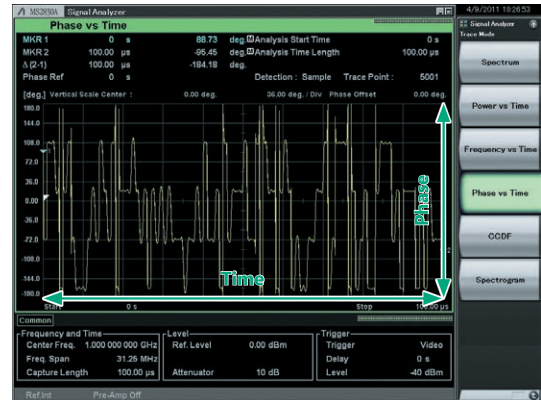 MS2830A Signal Analyzer
4/9/2011 18:26:53
Phase vs Time
MKR 1 0 s 88.73 deg. Analysis Start Time 0 s
MKR 2 100.00 µs -95.45 deg. Analysis Time Length 100.00 µs
Δ (2-1) 100.00 µs -184.18 deg.
Phase Ref 0 s Detection : Sample Trace Point : 5001
[deg.] Vertical Scale Center : 0.00 deg. 36.00 deg. / Div Phase Offset 0.00 deg.
180.0
144.0
108.0
72.0
36.0
0.00
-36.0
-72.0
-108.0
-144.0
-180.0
Phase
Time
2
Start 0 s Stop 100.00 µs
Common
Frequency and Time
Center Freq. 1.000 000 000 GHz
Freq. Span 31.25 MHz
Capture Length 100.00 µs
Level
Ref. Level 0.00 dBm
Attenuator 10 dB
Trigger
Trigger Video
Delay 0 s
Level -40 dBm
Ref.Int Pre-Amp Off
Signal Analyzer
Trace Mode
Spectrum
Power vs Time
Frequency vs Time
Phase vs Time
CCDF
Spectrogram